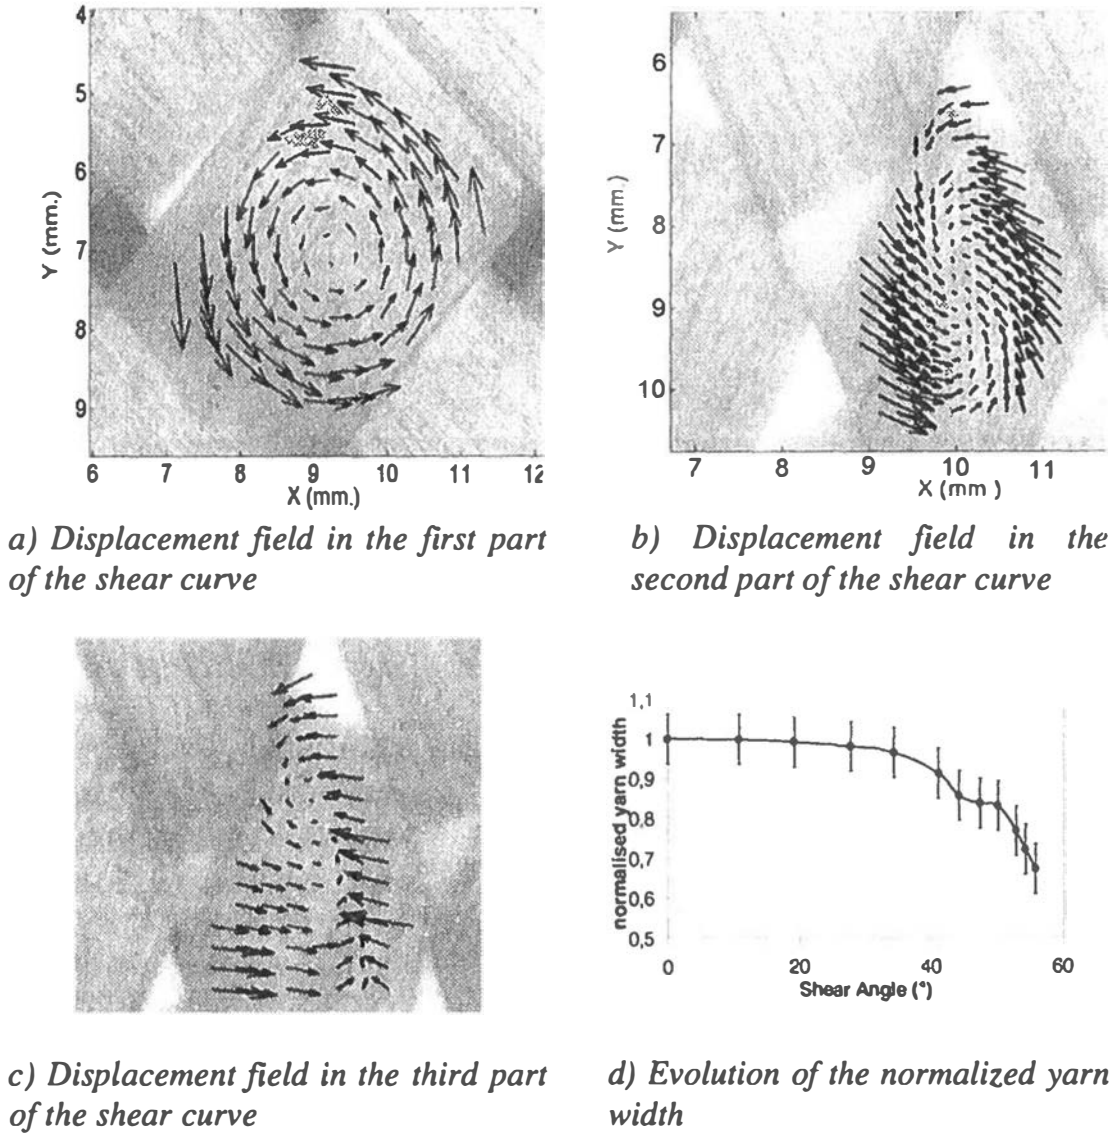 4
5
6
7
8
9
Y (mm.)
6 7 8 9 10 11 12
X (mm.)
a) Displacement field in the first part
of the shear curve
6
7
8
9
10
Y (mm.)
7 8 9 10 11
X (mm )
b) Displacement field in the
second part of the shear curve
c) Displacement field in the third part
of the shear curve
1,1
1
0,9
0,8
0,7
0,6
0,5
normalised yarn width
0 20 40 60
Shear Angle (°)
d) Evolution of the normalized yarn
width